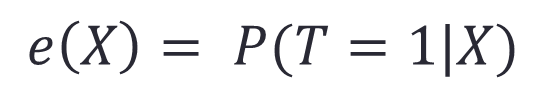 e(X) = P(T = 1|X)